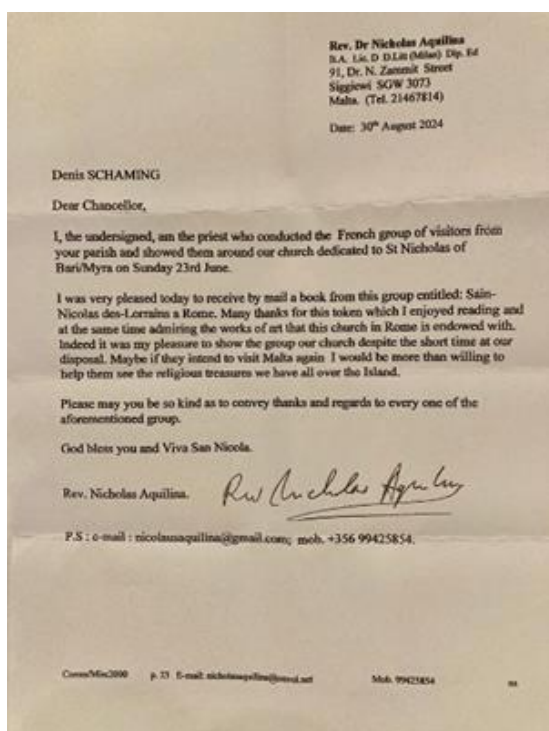 Rev. Dr Nicholas Aquilina
B.A. Lic. D D.Litt (Milan) Dip. Ed
91, Dr. N. Zammit Street
Siggiewi SGW 3073
Malta. (Tel. 21467814)
Date: 30th August 2024
Denis SCHAMING
Dear Chancellor,
I, the undersigned, am the priest who conducted the French group of visitors from
your parish and showed them around our church dedicated to St Nicholas of
Bari/Myra on Sunday 23rd June.
I was very pleased today to receive by mail a book from this group entitled: Sain-
Nicolas des-Lorrains a Rome. Many thanks for this token which I enjoyed reading and
at the same time admiring the works of art that this church in Rome is endowed with.
Indeed it was my pleasure to show the group our church despite the short time at our
disposal. Maybe if they intend to visit Malta again I would be more than willing to
help them see the religious treasures we have all over the Island.
Please may you be so kind as to convey thanks and regards to every one of the
aforementioned group.
God bless you and Viva San Nicola.
Rev. Nicholas Aquilina. Rev Nicholas Aquilina
P.S : e-mail : nicolausaquilina@gmail.com; mob. +356 99425854.
p. 23 E-mail: Mob. 99425854